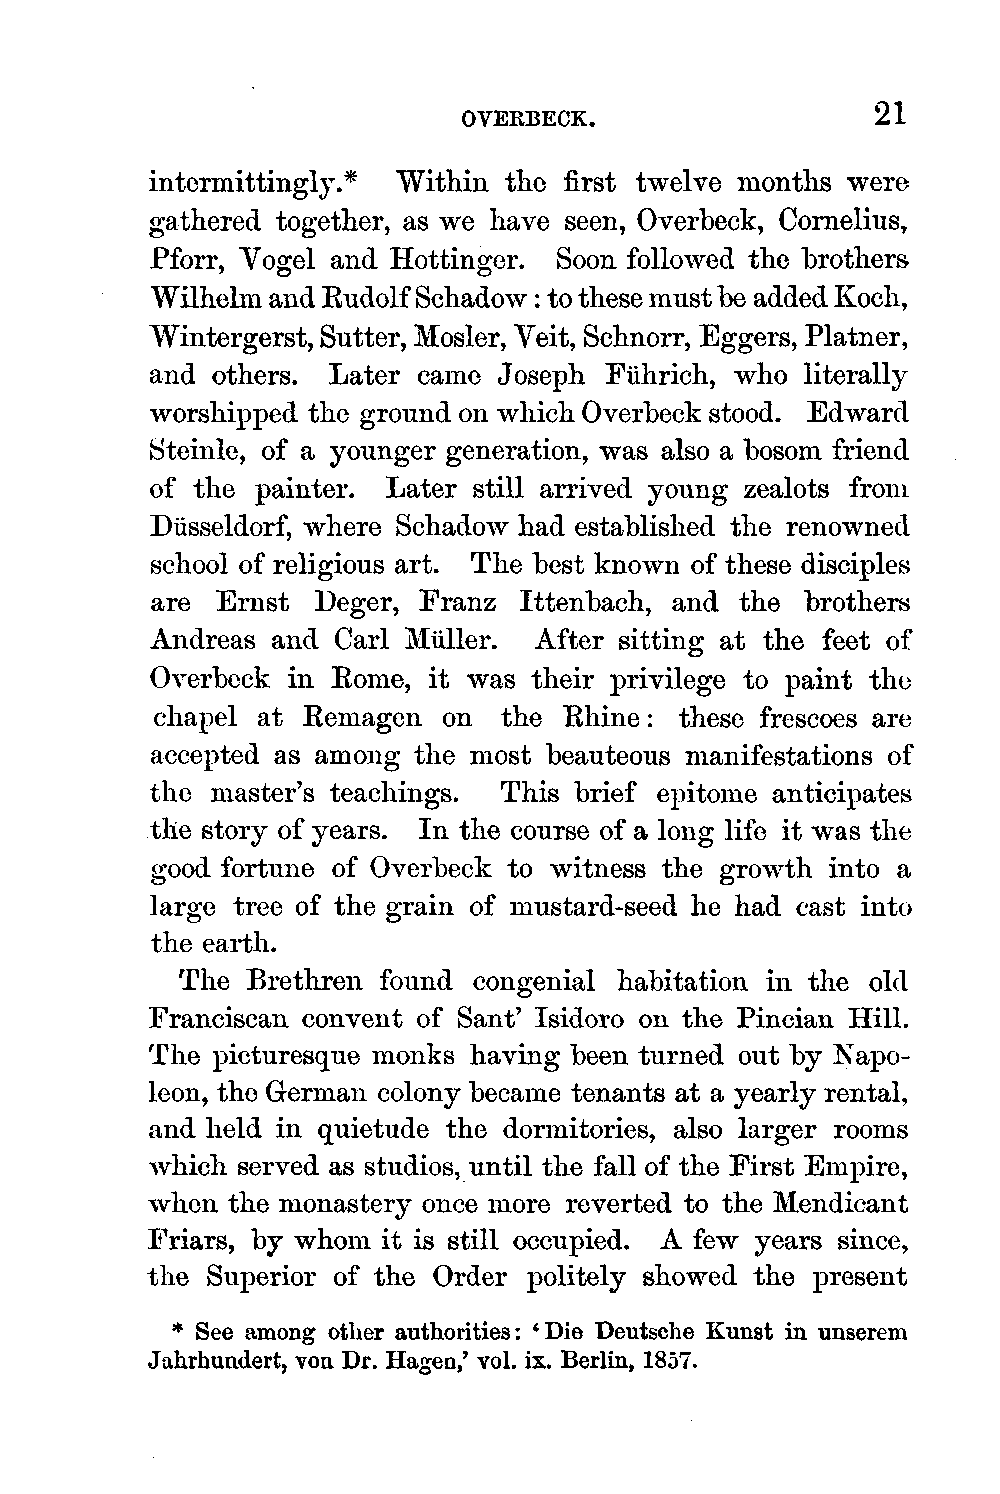 OVERBECK. 21
intermittingly.* Within the first twelve months were
gathered together, as we have seen, Overbeck, Cornelius,
Pforr, Vogel and Hottinger. Soon followed the brothers
Wilhelm and Rudolf Schadow : to these must be added Koch,
Wintergerst, Sutter, Mosler, Veit, Schnorr, Eggers, Platner,
and others. Later came Joseph Führich, who literally
worshipped the ground on which Overbeck stood. Edward
Steinle, of a younger generation, was also a bosom friend
of the painter. Later still arrived young zealots from
Düsseldorf, where Schadow had established the renowned
school of religious art. The best known of these disciples
are Ernst Deger, Franz Ittenbach, and the brothers
Andreas and Carl Müller. After sitting at the feet of
Overbeck in Rome, it was their privilege to paint the
chapel at Remagen on the Rhine: these frescoes are
accepted as among the most beauteous manifestations of
the master's teachings. This brief epitome anticipates
the story of years. In the course of a long life it was the
good fortune of Overbeck to witness the growth into a
large tree of the grain of mustard-seed he had cast into
the earth.
The Brethren found congenial habitation in the old
Franciscan convent of Sant' Isidoro on the Pincian Hill.
The picturesque monks having been turned out by Napo-
leon, the German colony became tenants at a yearly rental,
and held in quietude the dormitories, also larger rooms
which served as studios, until the fall of the First Empire,
when the monastery once more reverted to the Mendicant
Friars, by whom it is still occupied. A few years since,
the Superior of the Order politely showed the present
* See among other authorities: 'Die Deutsche Kunst in unserem
Jahrhundert, von Dr. Hagen,' vol. ix. Berlin, 1857.